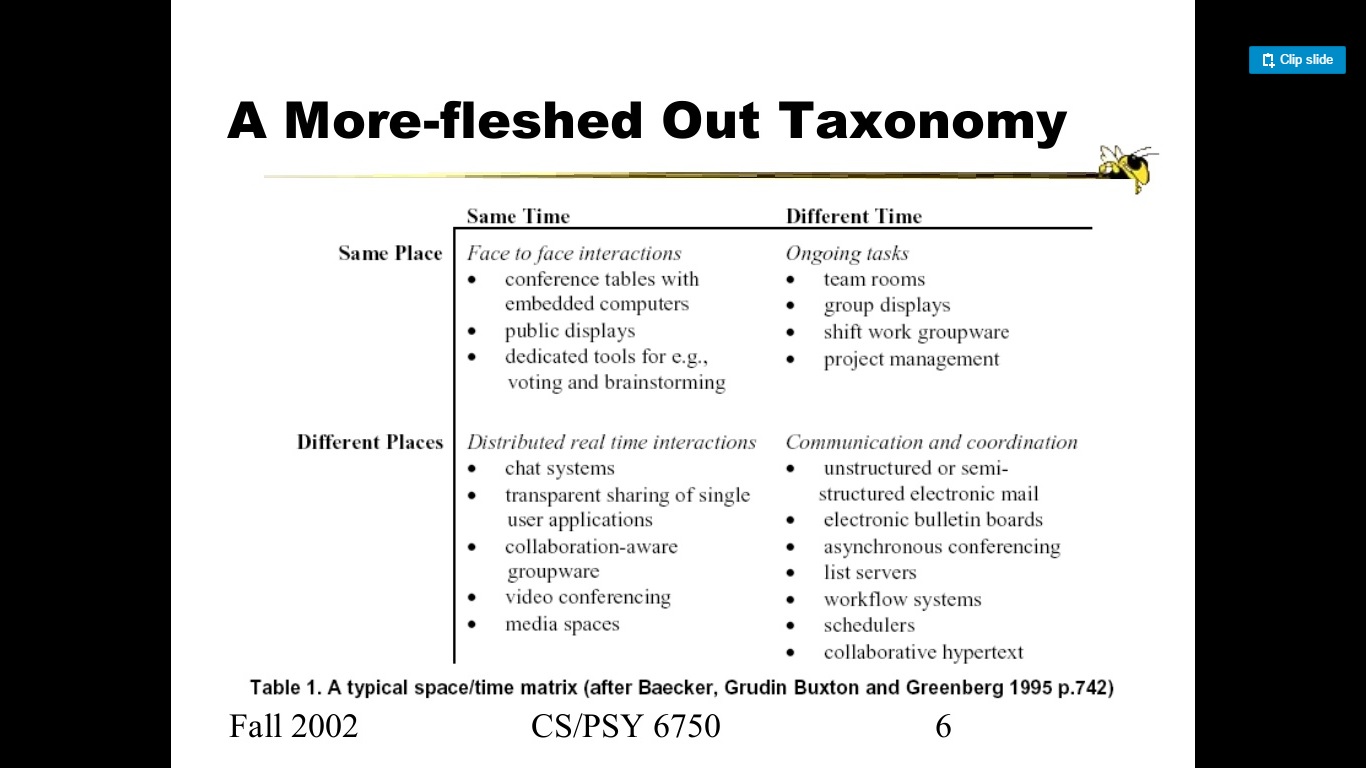 Clip slide
A More-fleshed Out Taxonomy
Same Time Different Time
Same Place
Face to face interactions
• conference tables with
embedded computers
• public displays
• dedicated tools for e.g.,
voting and brainstorming
Ongoing tasks
• team rooms
• group displays
• shift work groupware
• project management
Different Places
Distributed real time interactions
• chat systems
• transparent sharing of single
user applications
• collaboration-aware
groupware
• video conferencing
• media spaces
Communication and coordination
• unstructured or semi-
structured electronic mail
• electronic bulletin boards
• asynchronous conferencing
• list servers
• workflow systems
• schedulers
• collaborative hypertext
Table 1. A typical space/time matrix (after Baecker, Grudin Buxton and Greenberg 1995 p.742)
Fall 2002 CS/PSY 6750 6